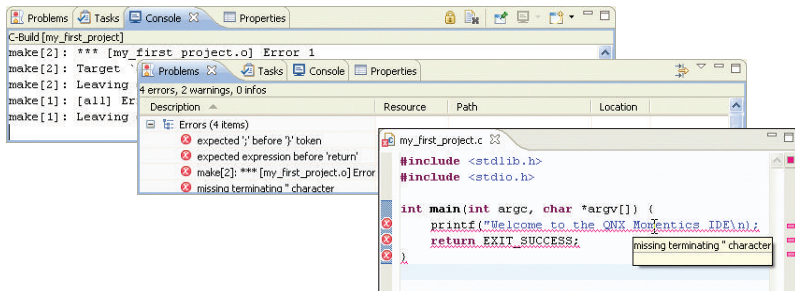 Problems Tasks Console Properties
C-Build [my_first_project]
make[2]: *** [my_first_project.o] Error 1
make[2]: Target `
make[2]: Leaving
make[1]: [all] Er
make[1]: Leaving
Problems Tasks Console Properties
4 errors, 2 warnings, 0 infos
Description Resource Path Location
Errors (4 items)
expected ';' before '}' token
expected expression before 'return'
make[2]: *** [my_first_project.o] Error
missing terminating " character
my_first_project.c
#include <stdlib.h>
#include <stdio.h>
int main(int argc, char *argv[]) {
printf("Welcome to the QNX Momentics IDE\n);
return EXIT_SUCCESS;
}
missing terminating " character